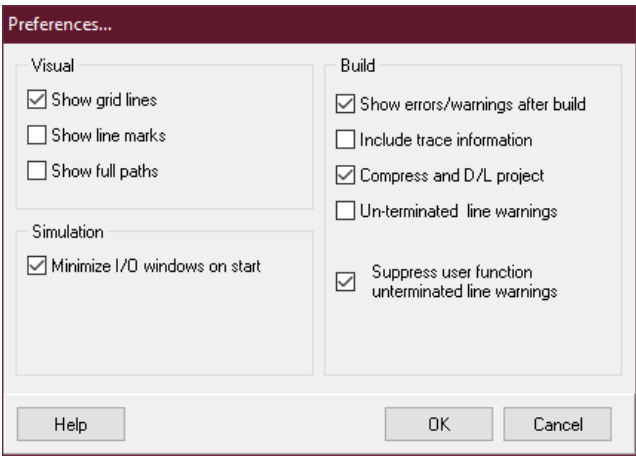 Preferences...
Visual
Show grid lines
Show line marks
Show full paths
Simulation
Minimize I/O windows on start
Build
Show errors/warnings after build
Include trace information
Compress and D/L project
Un-terminated  line warnings
Suppress user function
unterminated line warnings
Help
OK
Cancel